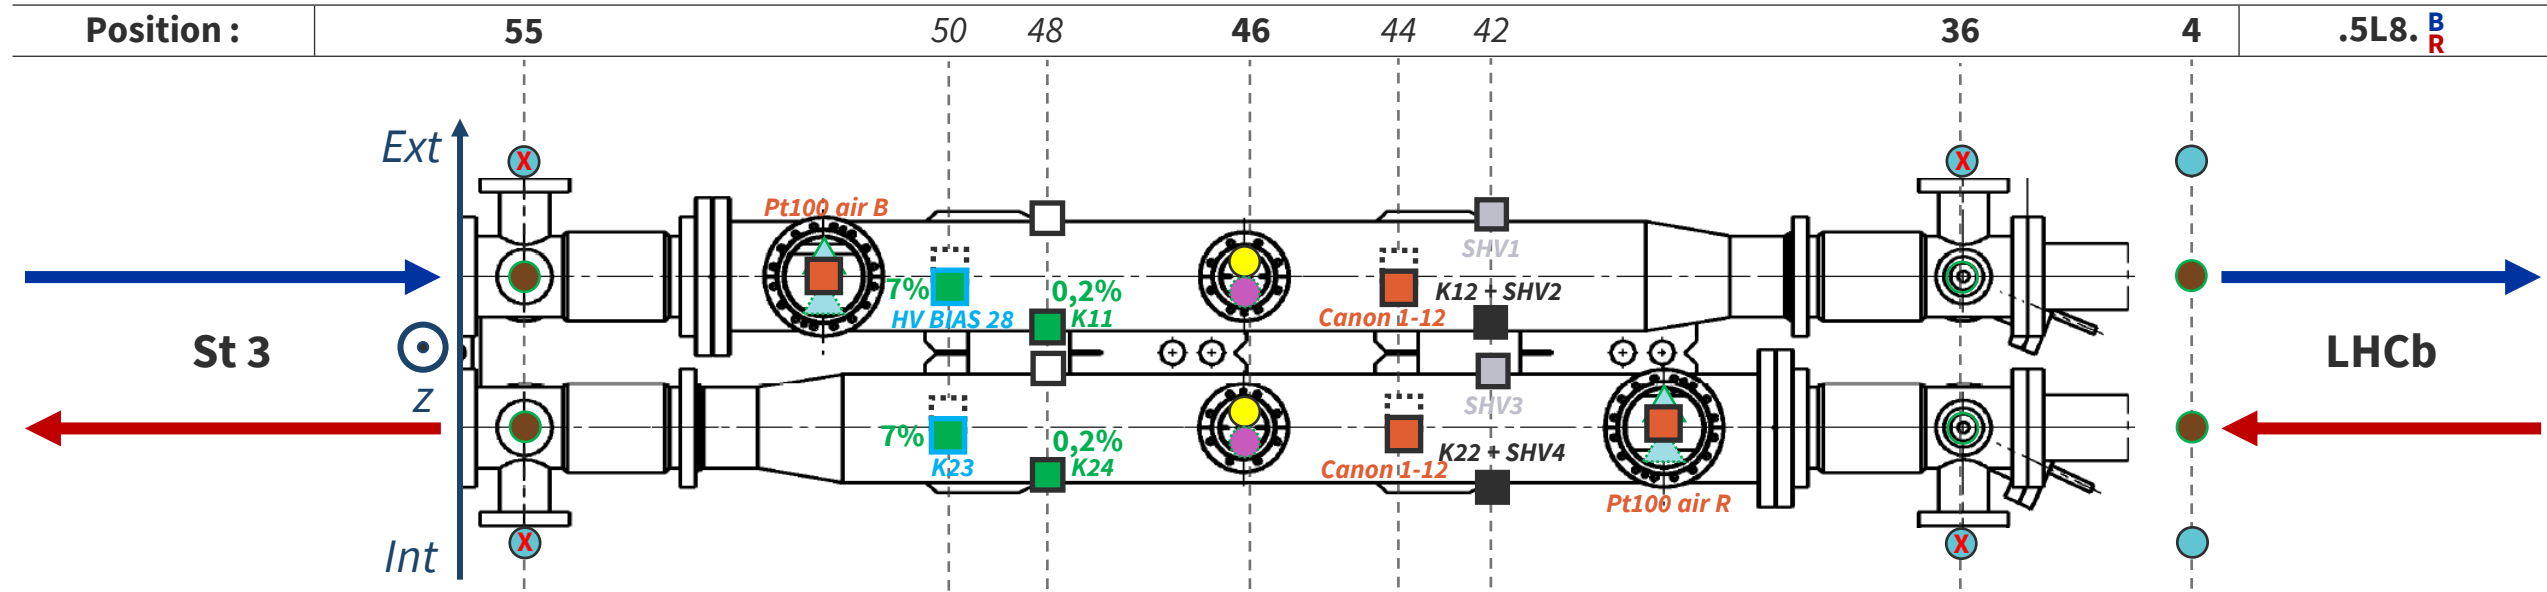 Position : 55 50 48 46 44 42 36 4 .5L8. B R
Ext
X X
Pt100 air B
SHV1
7% 0,2% K12 + SHV2
HV BIAS 28 K11 Canon 1-12
St 3 LHCb
z
SHV3
7% 0,2% K22 + SHV4
K23 K24 Canon 1-12
Pt100 air R
Int
X X